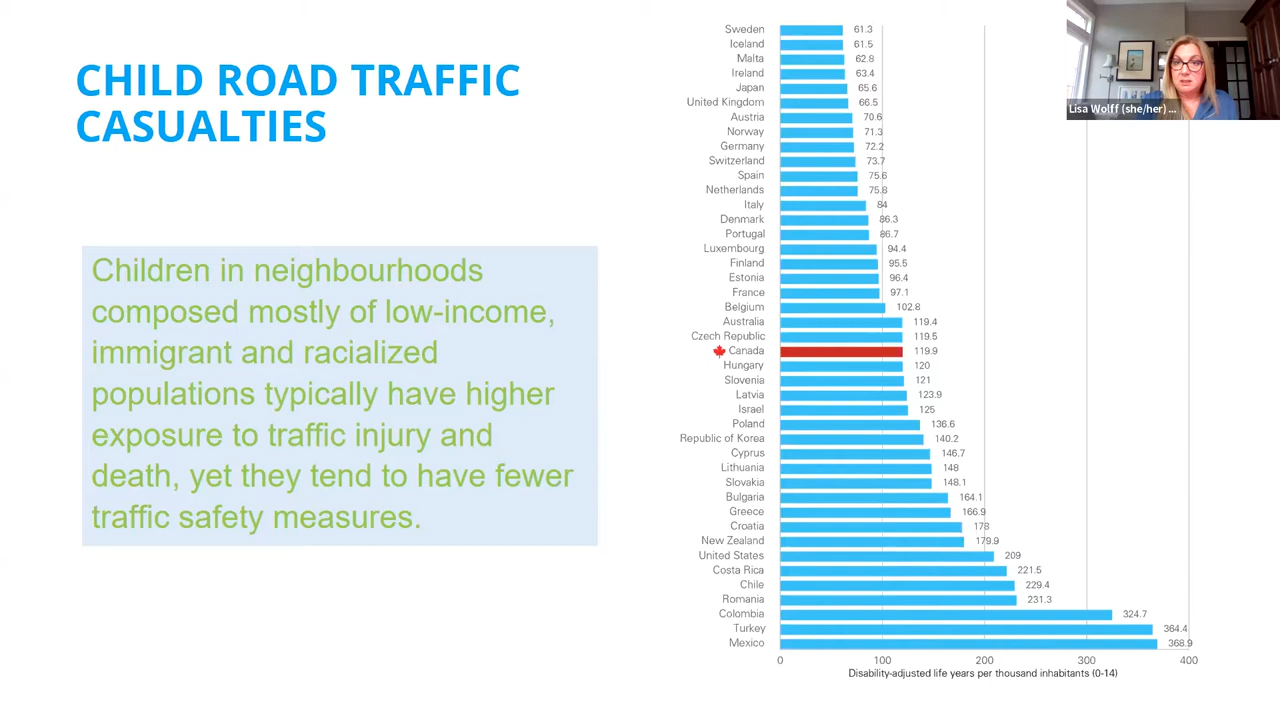 CHILD ROAD TRAFFIC
CASUALTIES
Children in neighbourhoods
composed mostly of low-income,
immigrant and racialized
populations typically have higher
exposure to traffic injury and
death, yet they tend to have fewer
traffic safety measures.
Sweden 61.3
Iceland 61.5
Malta 62.8
Ireland 63.4
Japan 65.6
United Kingdom 66.5
Austria 70.6
Norway 71.3
Germany 72.2
Switzerland 73.7
Spain 75.6
Netherlands 75.8
Italy 84
Denmark 86.3
Portugal 86.7
Luxembourg 94.4
Finland 95.5
Estonia 96.4
France 97.1
Belgium 102.8
Australia 119.4
Czech Republic 119.5
Canada 119.9
Hungary 120
Slovenia 121
Latvia 123.9
Israel 125
Poland 136.6
Republic of Korea 140.2
Cyprus 146.7
Lithuania 148
Slovakia 148.1
Bulgaria 164.1
Greece 166.9
Croatia 178
New Zealand 179.9
United States 209
Costa Rica 221.5
Chile 229.4
Romania 231.3
Colombia 324.7
Turkey 364.4
Mexico 368.9
0 100 200 300 400
Disability-adjusted life years per thousand inhabitants (0-14)
Lisa Wolff (she/her) ...